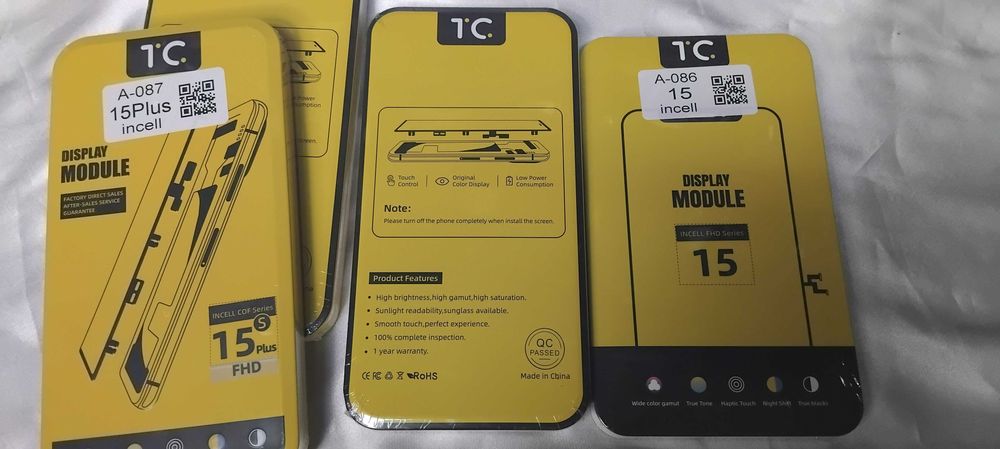 TC
A-087
15Plus
incell
DISPLAY
MODULE
FACTORY DIRECT SALES
AFTER-SALES SERVICE
GUARANTEE
INCELL COF Series
15
S
Plus
FHD
Power
screen.
TC
Touch
Control
Original
Color Display
Low Power
Consumption
Note:
Please turn off the phone completely when install the screen.
Product Features
• High brightness,high gamut,high saturation.
• Sunlight readability,sunglass available.
• Smooth touch,perfect experience.
• 100% complete inspection.
• 1 year warranty.
QC
PASSED
CE FC RoHS
Made in China
TC
A-086
15
incell
DISPLAY
MODULE
INCELL FHD Series
15
Wide color gamut
True Tone
Haptic Touch
Night Shift
True blacks